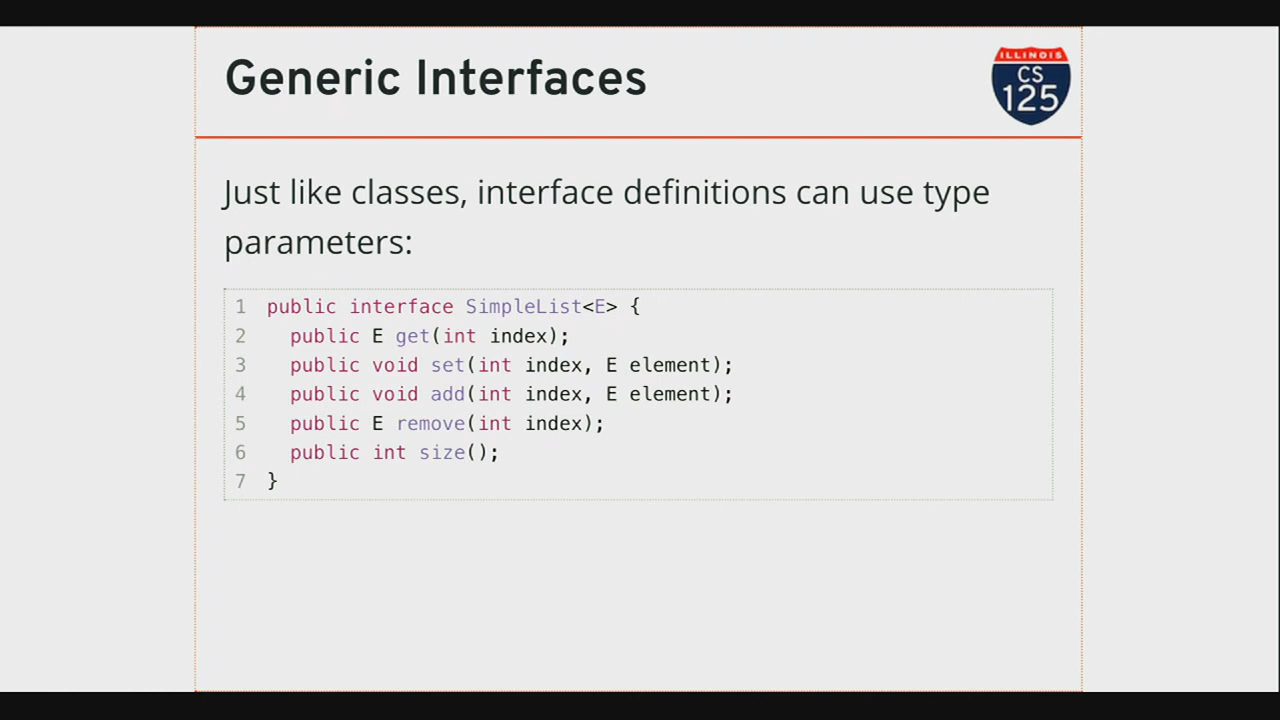 Generic Interfaces
ILLINOIS
CS
125
Just like classes, interface definitions can use type
parameters:
1 public interface SimpleList<E> {
2 public E get(int index);
3 public void set(int index, E element);
4 public void add(int index, E element);
5 public E remove(int index);
6 public int size();
7 }